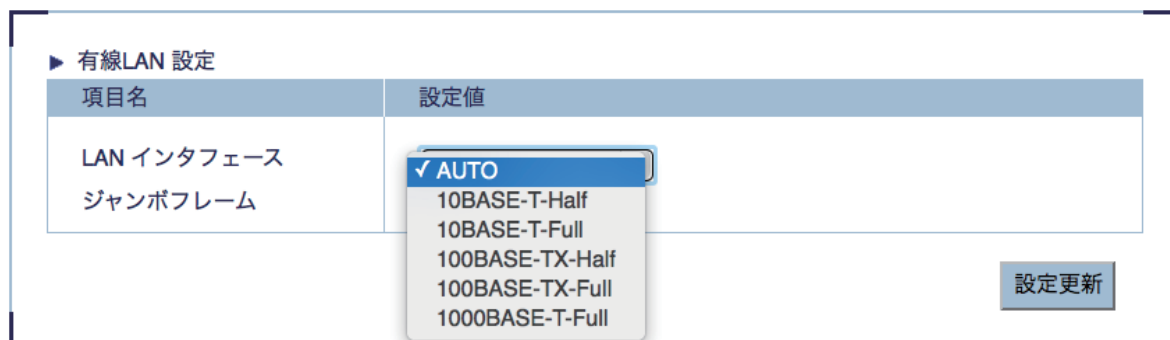 ▶ 有線LAN 設定
項目名 設定値
LAN インタフェース
ジャンボフレーム
✓ AUTO
10BASE-T-Half
10BASE-T-Full
100BASE-TX-Half
100BASE-TX-Full
1000BASE-T-Full
設定更新